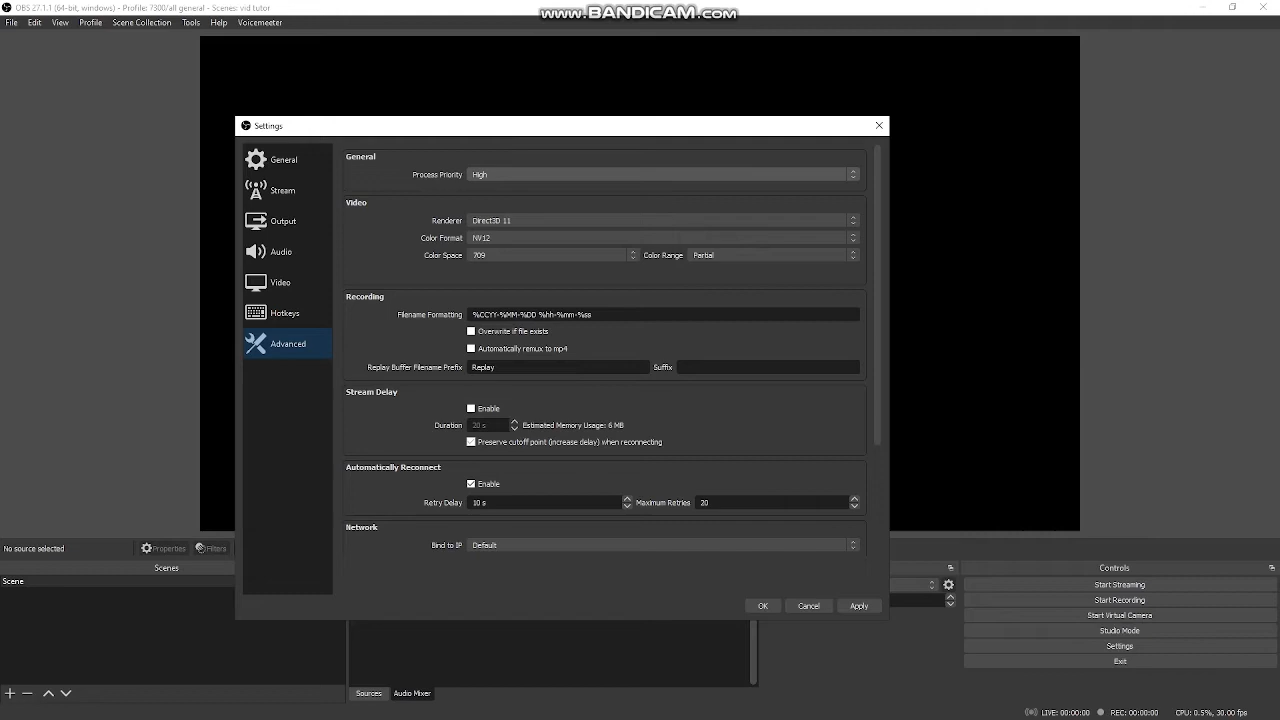 OBS 27.1.1 (64-bit, windows) - Profile: 7300/all general - Scenes: vid tutor
www.BANDICAM.com
File Edit View Profile Scene Collection Tools Help Voicemeeter
Settings
General
Stream
Output
Audio
Video
Hotkeys
Advanced
General
Process Priority High
Video
Renderer Direct3D 11
Color Format NV12
Color Space 709 Color Range Partial
Recording
Filename Formatting %CCYY-%MM-%DD %hh-%mm-%ss
Overwrite if file exists
Automatically remux to mp4
Replay Buffer Filename Prefix Replay Suffix
Stream Delay
Enable
Duration 20 s Estimated Memory Usage: 6 MB
Preserve cutoff point (increase delay) when reconnecting
Automatically Reconnect
Enable
Retry Delay 10 s Maximum Retries 20
Network
Bind to IP Default
OK Cancel Apply
No source selected Properties Filters
Scenes
Scene
Sources Audio Mixer
Controls
Start Streaming
Start Recording
Start Virtual Camera
Studio Mode
Settings
Exit
LIVE: 00:00:00 REC: 00:00:00 CPU: 0.5%, 30.00 fps